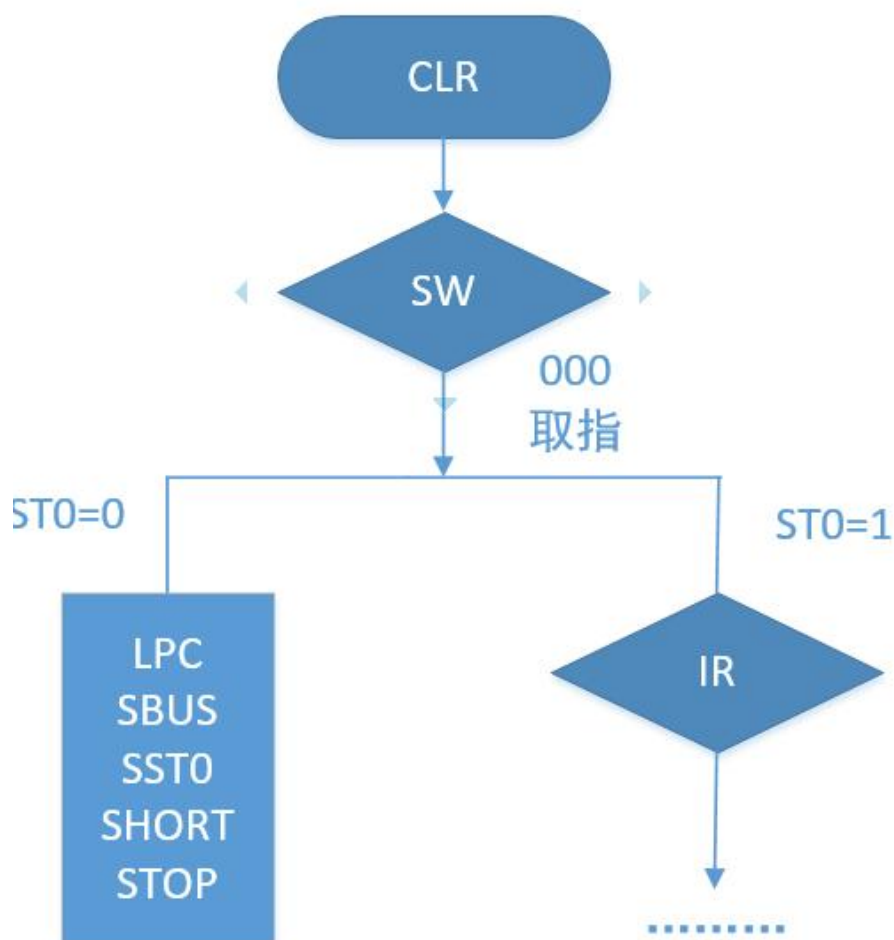 CLR
SW
000
取指
ST0=0
ST0=1
LPC
SBUS
SST0
SHORT
STOP
IR